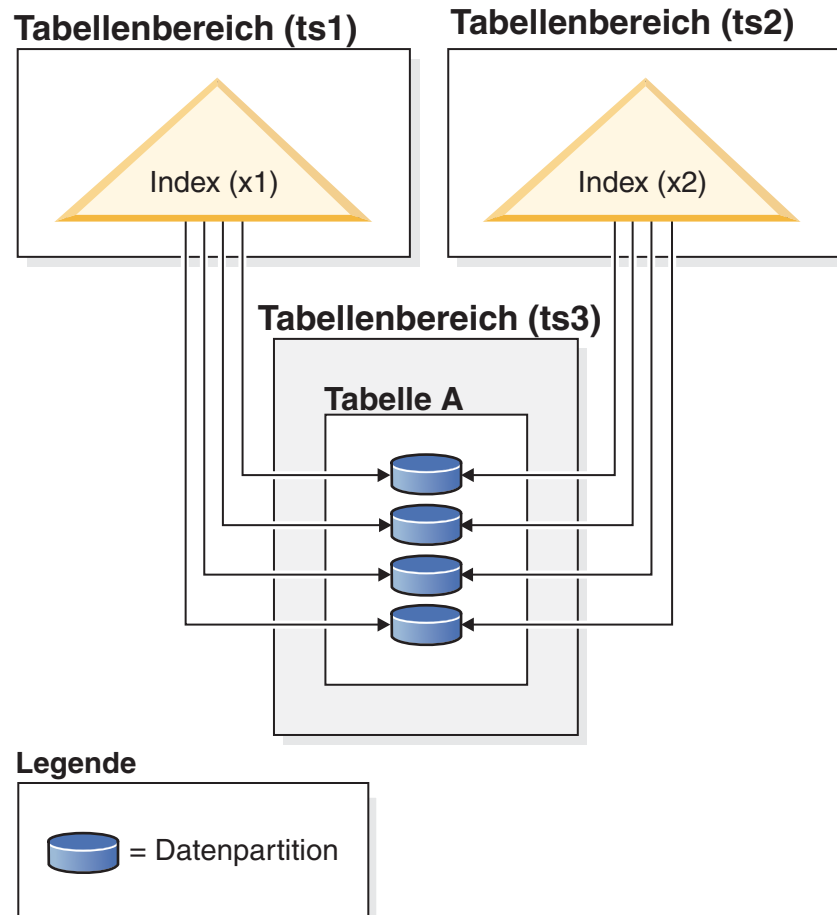 Tabellenbereich (ts1)
Tabellenbereich (ts2)
Index (x1)
Index (x2)
Tabellenbereich (ts3)
Tabelle A
Legende
= Datenpartition